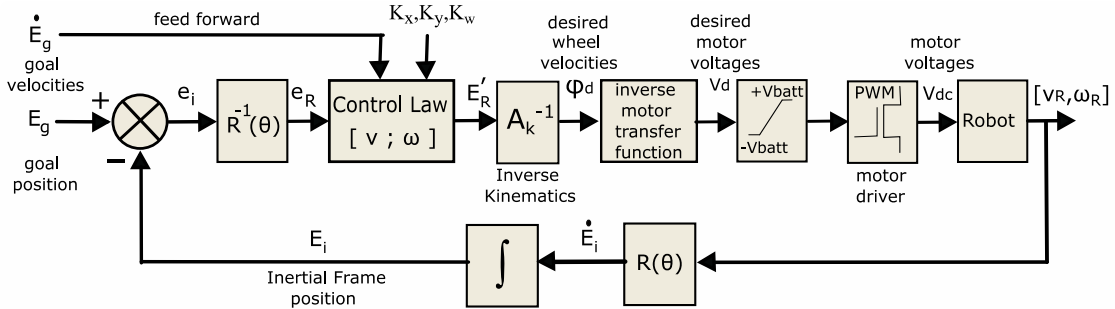 Ė_g
goal
velocities
feed forward
K_x,K_y,K_w
+
E_g
goal
position
−
e_i
R⁻¹(θ)
e_R
Control Law
[ v ; ω ]
E'_R
A_k⁻¹
Inverse
Kinematics
desired
wheel
velocities
φ_d
inverse
motor
transfer
function
desired
motor
voltages
V_d
+Vbatt
-Vbatt
PWM
motor
driver
motor
voltages
V_dc
Robot
[v_R,ω_R]
R(θ)
Ė_i
∫
E_i
Inertial Frame
position